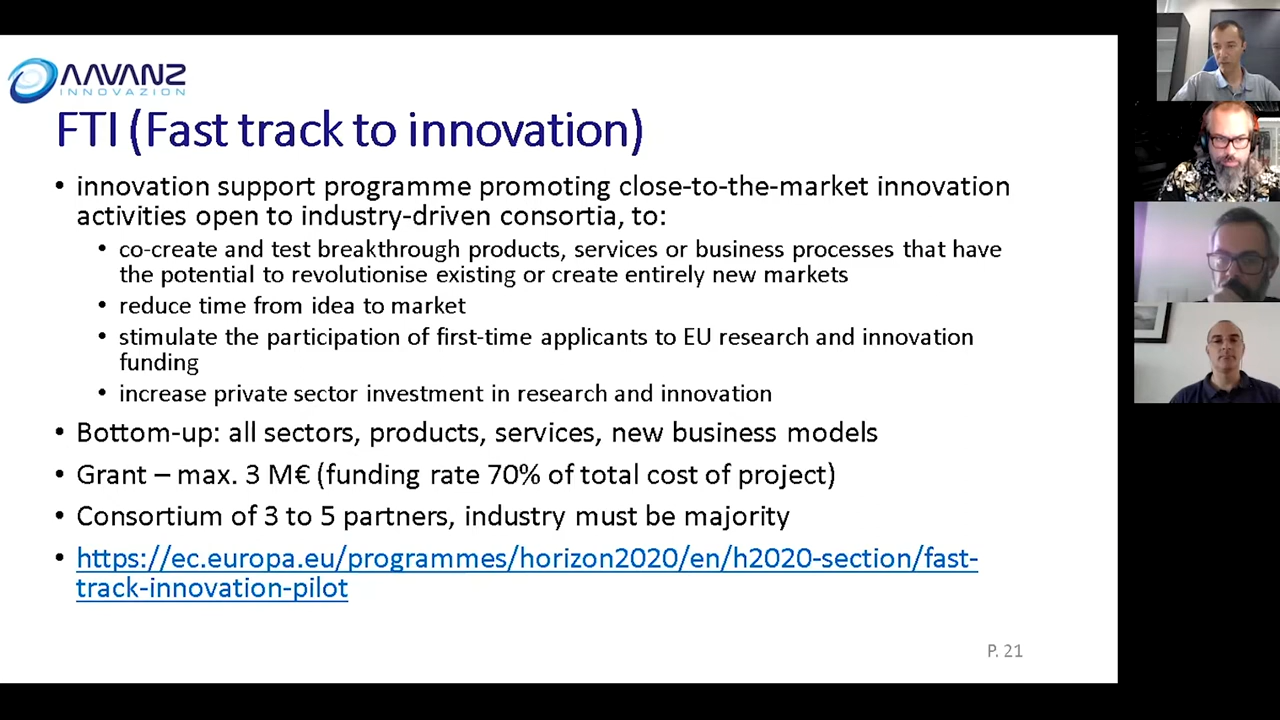 AAVANZ
INNOVAZION
FTI (Fast track to innovation)
• innovation support programme promoting close-to-the-market innovation
activities open to industry-driven consortia, to:
• co-create and test breakthrough products, services or business processes that have
the potential to revolutionise existing or create entirely new markets
• reduce time from idea to market
• stimulate the participation of first-time applicants to EU research and innovation
funding
• increase private sector investment in research and innovation
• Bottom-up: all sectors, products, services, new business models
• Grant – max. 3 M€ (funding rate 70% of total cost of project)
• Consortium of 3 to 5 partners, industry must be majority
• https://ec.europa.eu/programmes/horizon2020/en/h2020-section/fast-
track-innovation-pilot
P. 21